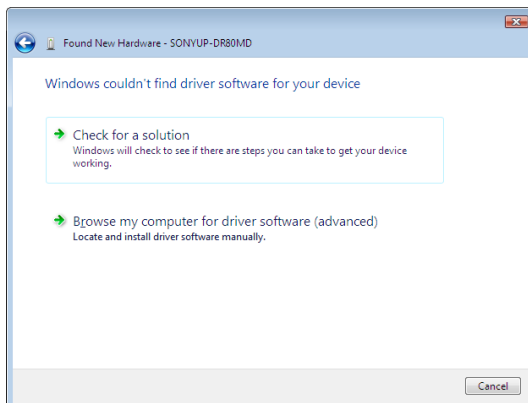 Found New Hardware - SONYUP-DR80MD
Windows couldn't find driver software for your device
Check for a solution
Windows will check to see if there are steps you can take to get your device
working.
Browse my computer for driver software (advanced)
Locate and install driver software manually.
Cancel